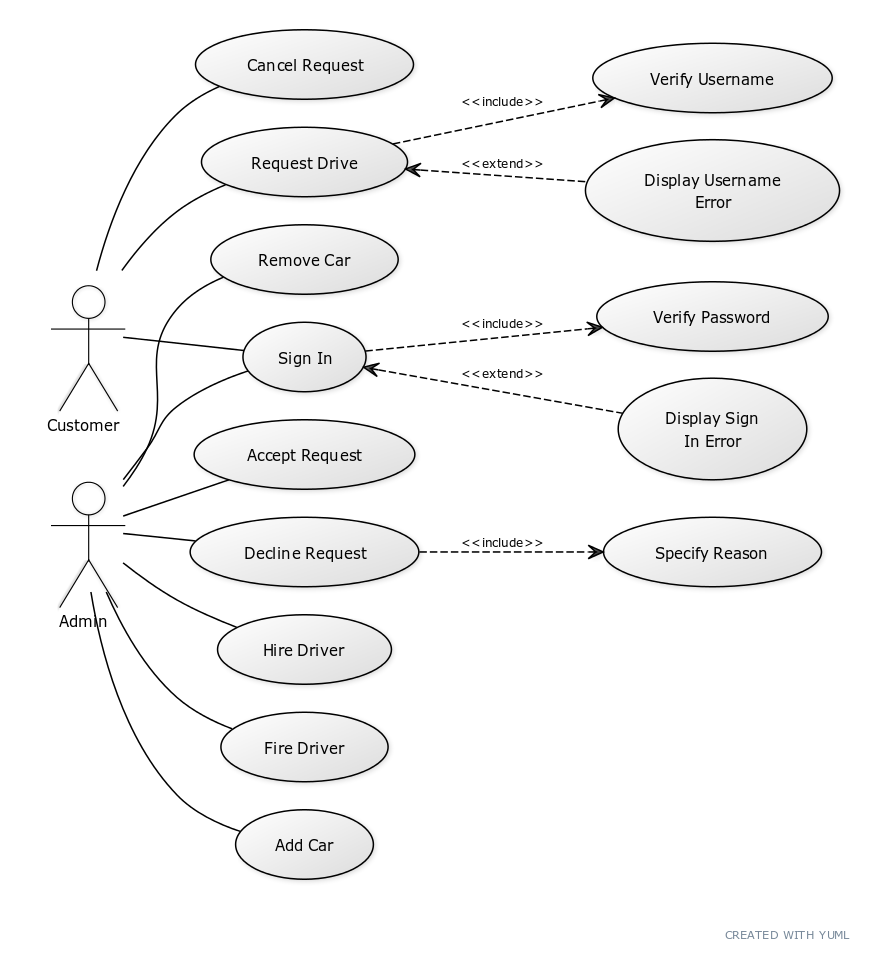 Cancel Request
Verify Username
<<include>>
Request Drive
<<extend>>
Display Username
Error
Remove Car
Customer
Sign In
<<include>>
Verify Password
<<extend>>
Display Sign
In Error
Accept Request
Admin
Decline Request
<<include>>
Specify Reason
Hire Driver
Fire Driver
Add Car
CREATED WITH YUML